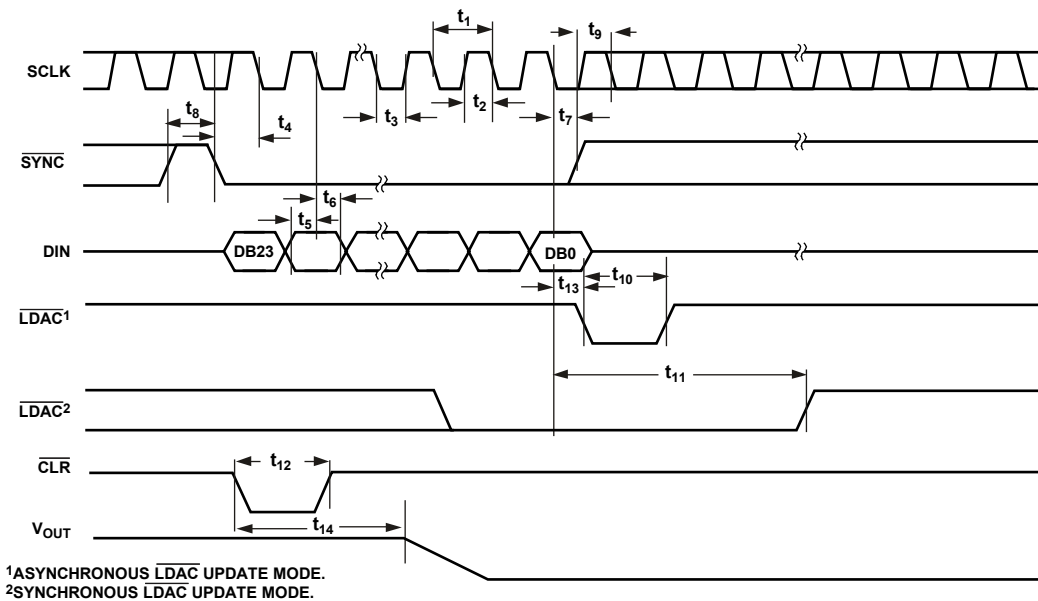 t1
t9
SCLK
t8
t4
t3
t2
t7
SYNC
t6
t5
DIN
DB23
DB0
t13
t10
LDAC1
t11
LDAC2
CLR
t12
t14
VOUT
1ASYNCHRONOUS LDAC UPDATE MODE.
2SYNCHRONOUS LDAC UPDATE MODE.